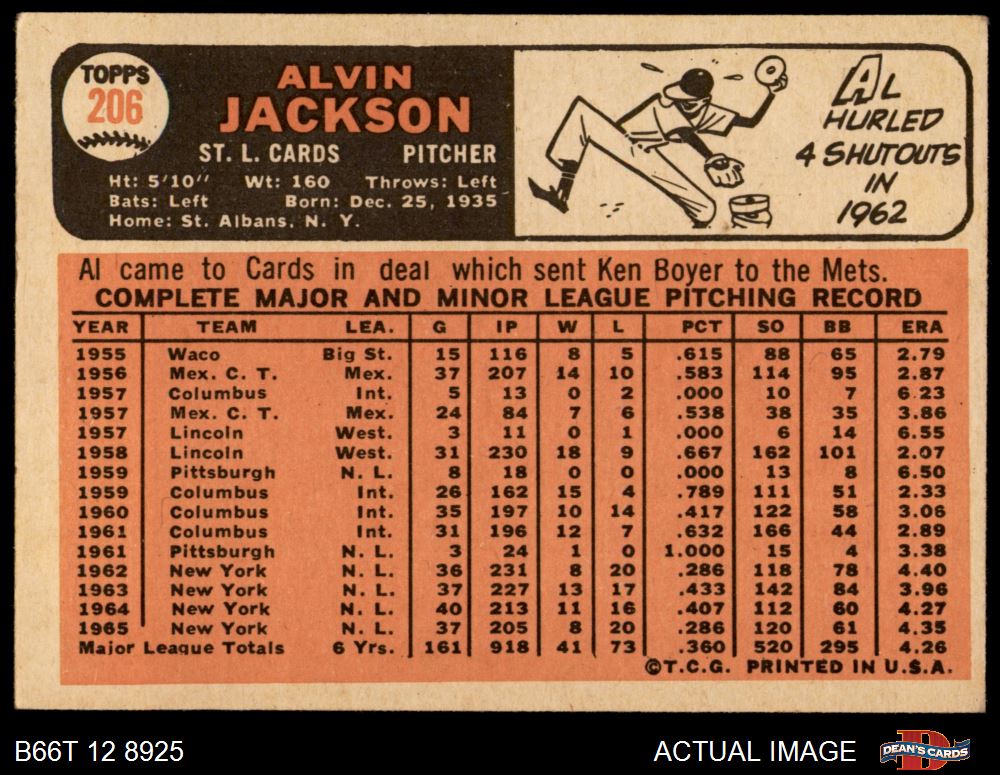 TOPPS
206
ALVIN
JACKSON
ST. L. CARDS PITCHER
Ht: 5'10" Wt: 160 Throws: Left
Bats: Left Born: Dec. 25, 1935
Home: St. Albans, N. Y.
AL
HURLED
4 SHUTOUTS
IN
1962
Al came to Cards in deal which sent Ken Boyer to the Mets.
COMPLETE MAJOR AND MINOR LEAGUE PITCHING RECORD
YEAR TEAM LEA. G IP W L PCT SO BB ERA
1955 Waco Big St. 15 116 8 5 .615 88 65 2.79
1956 Mex. C. T. Mex. 37 207 14 10 .583 114 95 2.87
1957 Columbus Int. 5 13 0 2 .000 10 7 6.23
1957 Mex. C. T. Mex. 24 84 7 6 .538 38 35 3.86
1957 Lincoln West. 3 11 0 1 .000 6 14 6.55
1958 Lincoln West. 31 230 18 9 .667 162 101 2.07
1959 Pittsburgh N. L. 8 18 0 0 .000 13 8 6.50
1959 Columbus Int. 26 162 15 4 .789 111 51 2.33
1960 Columbus Int. 35 197 10 14 .417 122 58 3.06
1961 Columbus Int. 31 196 12 7 .632 166 44 2.89
1961 Pittsburgh N. L. 3 24 1 0 1.000 15 4 3.38
1962 New York N. L. 36 231 8 20 .286 118 78 4.40
1963 New York N. L. 37 227 13 17 .433 142 84 3.96
1964 New York N. L. 40 213 11 16 .407 112 60 4.27
1965 New York N. L. 37 205 8 20 .286 120 61 4.35
Major League Totals 6 Yrs. 161 918 41 73 .360 520 295 4.26
©T.C.G. PRINTED IN U.S.A.
B66T 12 8925 ACTUAL IMAGE DEAN'S CARDS